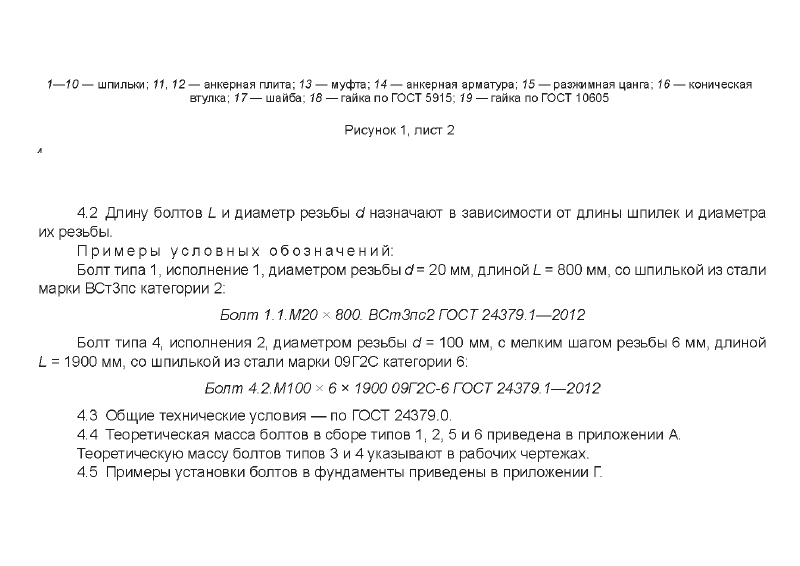 1—10 — шпильки; 11, 12 — анкерная плита; 13 — муфта; 14 — анкерная арматура; 15 — разжимная цанга; 16 — коническая
втулка; 17 — шайба; 18 — гайка по ГОСТ 5915; 19 — гайка по ГОСТ 10605
Рисунок 1, лист 2
4.2 Длину болтов L и диаметр резьбы d назначают в зависимости от длины шпилек и диаметра
их резьбы.
Примеры условных обозначений:
Болт типа 1, исполнение 1, диаметром резьбы d = 20 мм, длиной L = 800 мм, со шпилькой из стали
марки ВСт3пс категории 2:
Болт 1.1.М20 × 800. ВСт3пс2 ГОСТ 24379.1—2012
Болт типа 4, исполнения 2, диаметром резьбы d = 100 мм, с мелким шагом резьбы 6 мм, длиной
L = 1900 мм, со шпилькой из стали марки 09Г2С категории 6:
Болт 4.2.М100 × 6 × 1900 09Г2С-6 ГОСТ 24379.1—2012
4.3 Общие технические условия — по ГОСТ 24379.0.
4.4 Теоретическая масса болтов в сборе типов 1, 2, 5 и 6 приведена в приложении А.
Теоретическую массу болтов типов 3 и 4 указывают в рабочих чертежах.
4.5 Примеры установки болтов в фундаменты приведены в приложении Г.